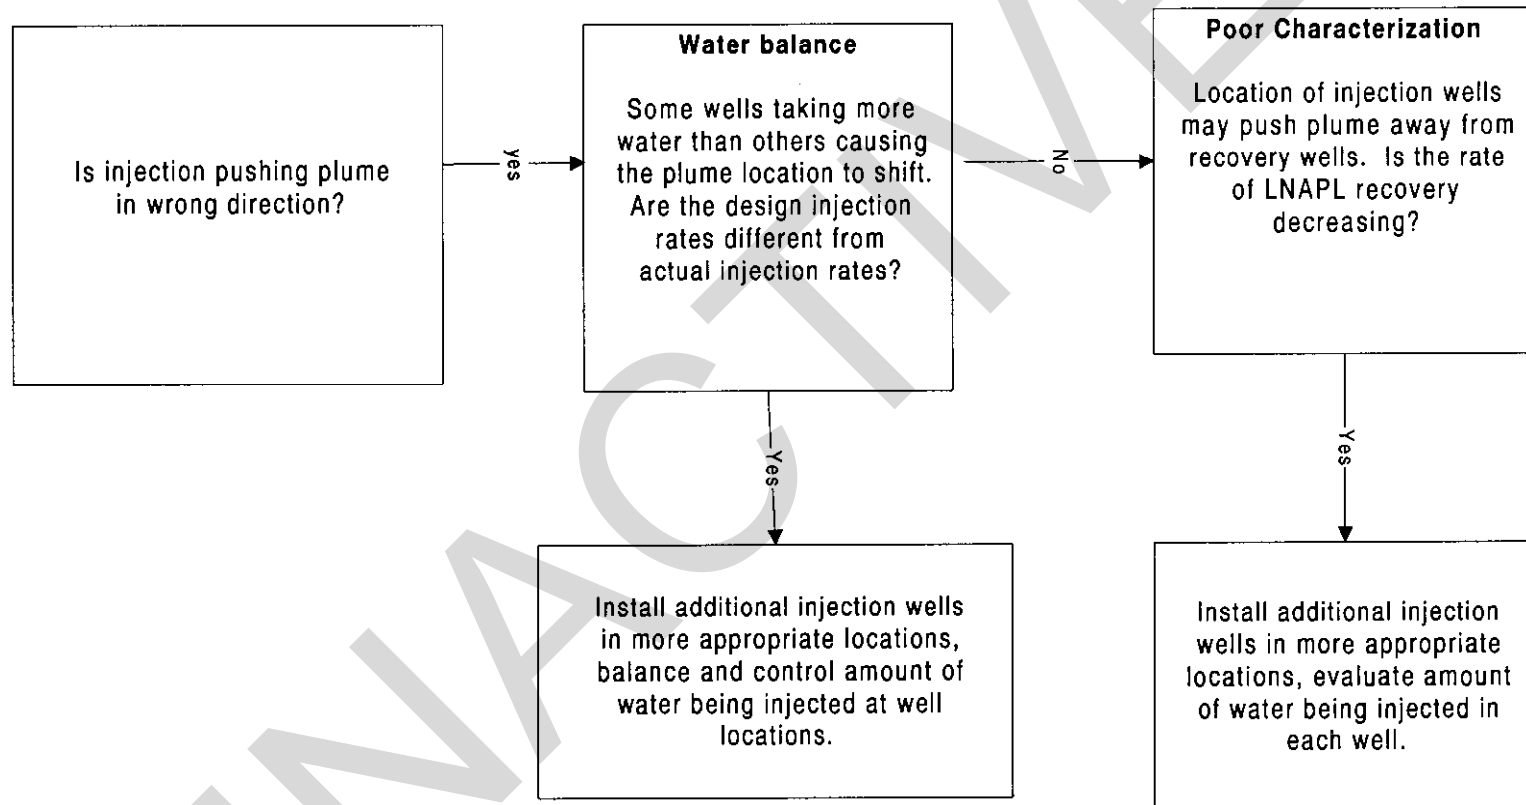 Is injection pushing plume
in wrong direction?
yes
Water balance
Some wells taking more
water than others causing
the plume location to shift.
Are the design injection
rates different from
actual injection rates?
No
Poor Characterization
Location of injection wells
may push plume away from
recovery wells. Is the rate
of LNAPL recovery
decreasing?
Yes
Install additional injection wells
in more appropriate locations,
balance and control amount of
water being injected at well
locations.
Yes
Install additional injection
wells in more appropriate
locations, evaluate amount
of water being injected in
each well.
INACTIVE